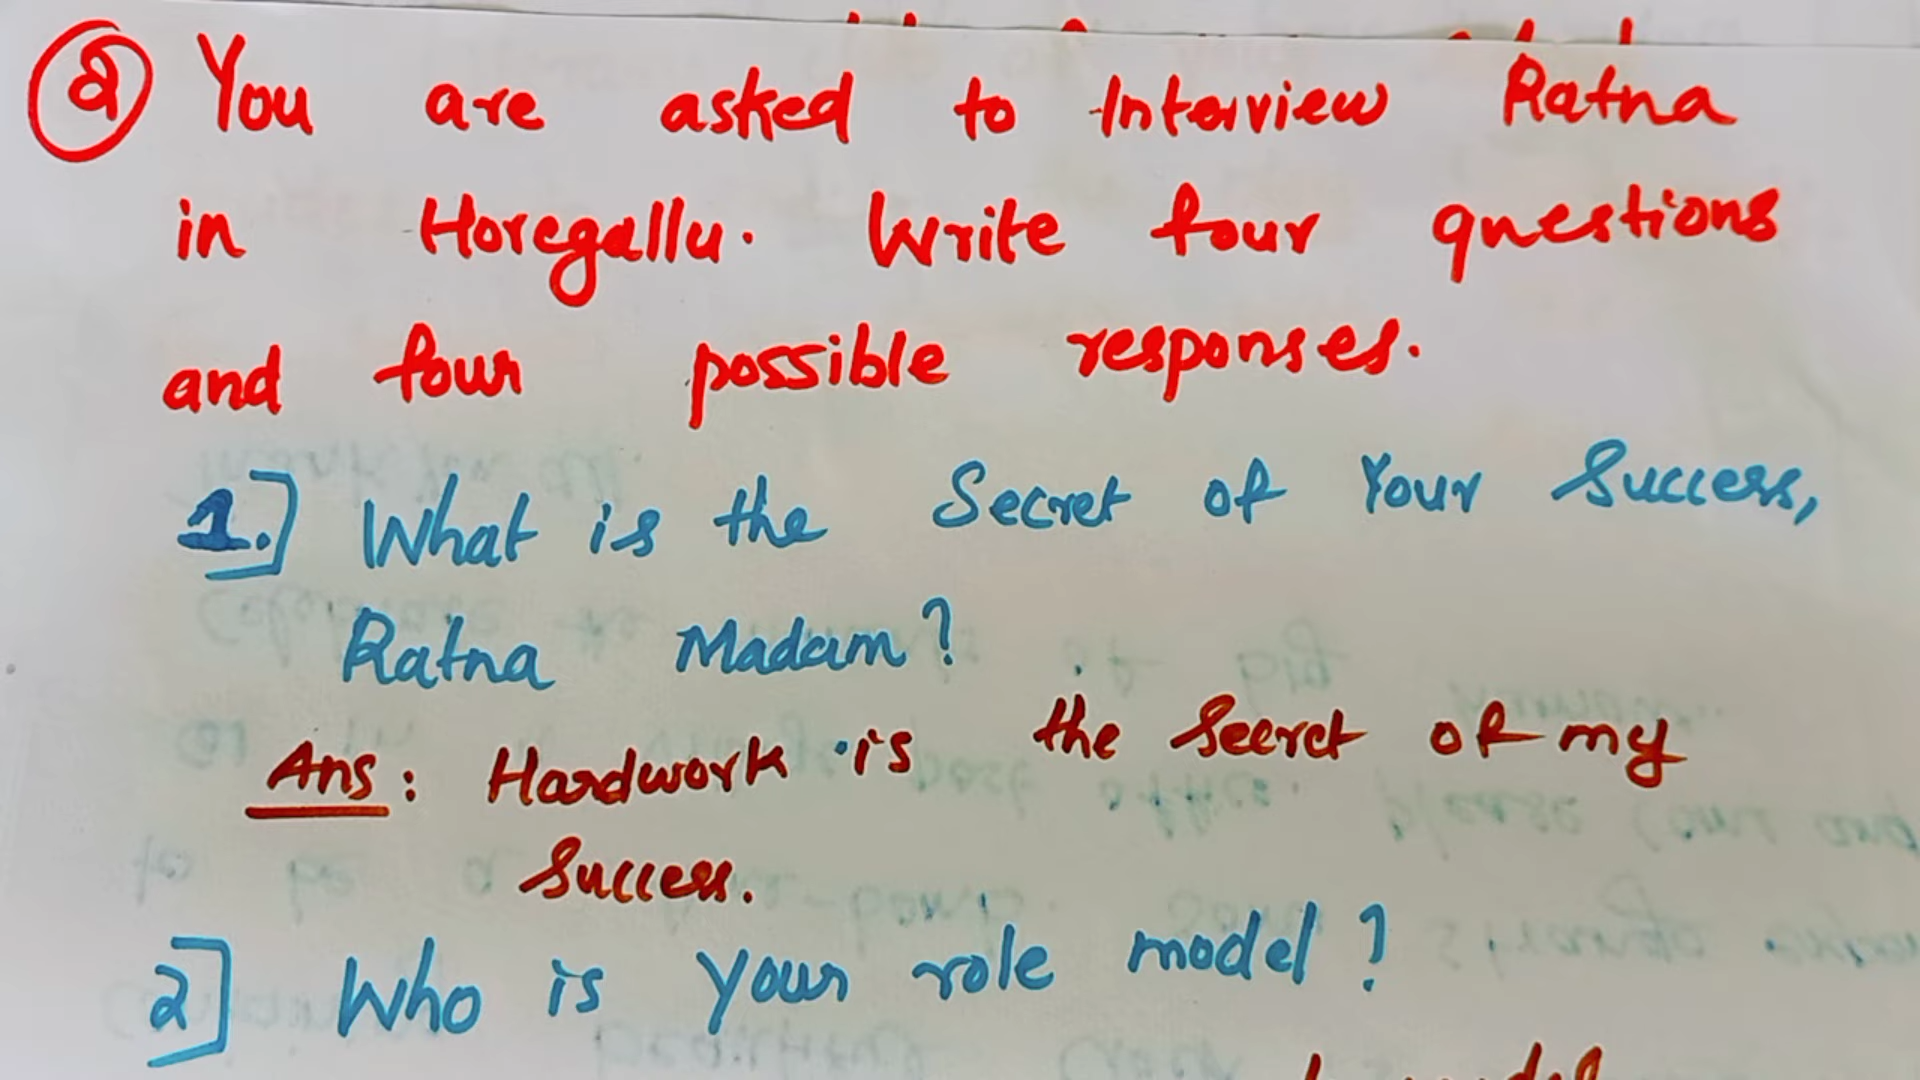 ② You are asked to Interview Ratna
in Horegallu. Write four questions
and four possible responses.
1.] What is the Secret of Your Success,
Ratna Madam?
Ans: Hardwork is the Secret of my
Success.
2] Who is your role model?